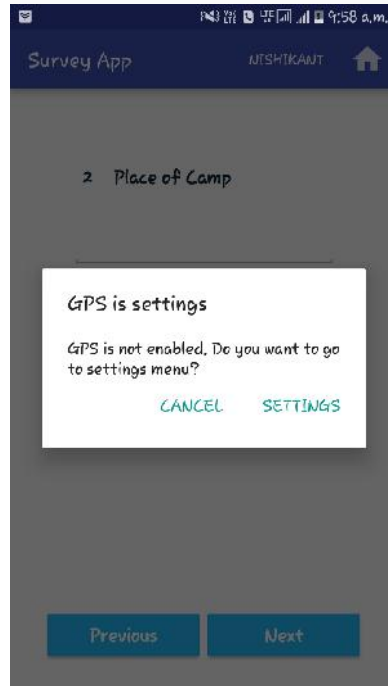 9:58 a.m.
Survey App NISHIKANT
2 Place of Camp
GPS is settings
GPS is not enabled. Do you want to go
to settings menu?
CANCEL SETTINGS
Previous Next